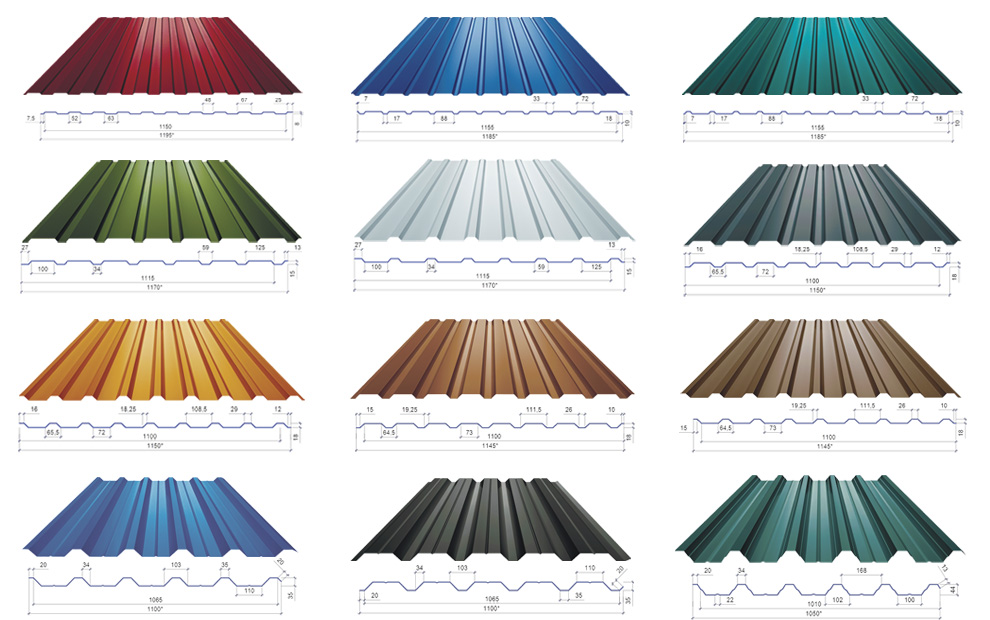 48 67 25
7,5 52 63 8
1150
1195*
7 33 72
17 88 18 10
1155
1185*
33 72
7 17 88 18 10
1155
1185*
27 59 125 13
100 34 15
1115
1170*
27 13
100 34 59 125 15
1115
1170*
16 18,25 108,5 29 12
65,5 72 18
1100
1150*
16 18,25 108,5 29 12
65,5 72 18
1100
1150*
15 19,25 111,5 26 10
64,5 73 18
1100
1145*
19,25 111,5 26 10
15 64,5 73 18
1100
1145*
20 34 103 35 20
110 35
1065
1100*
34 103 110 20
20 35 35
1065
1100*
20 34 168 13
22 102 100 44
1010
1050*